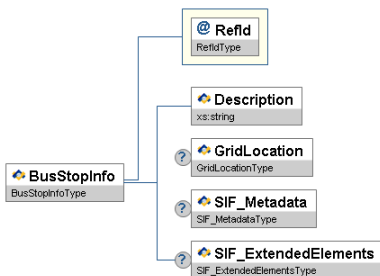 @ RefId
RefIdType
Description
xs:string
? GridLocation
GridLocationType
BusStopInfo
BusStopInfoType
? SIF_Metadata
SIF_MetadataType
? SIF_ExtendedElements
SIF_ExtendedElementsType